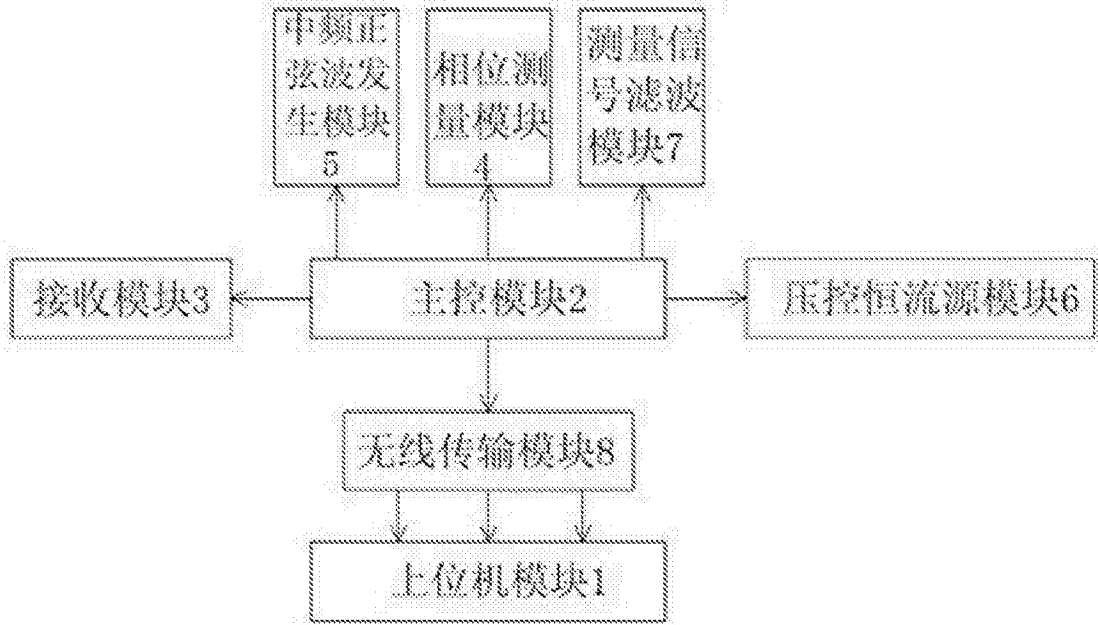 中频正
弦波发
生模块
5
相位测
量模块
4
测量信
号滤波
模块7
接收模块3
主控模块2
压控恒流源模块6
无线传输模块8
上位机模块1